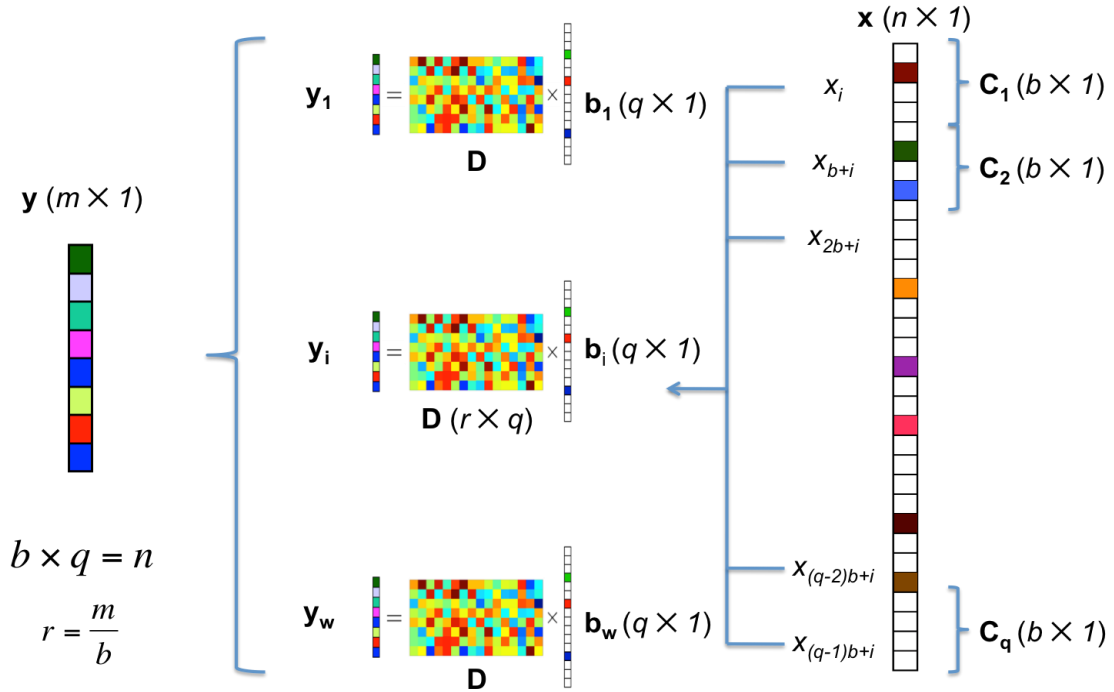 y (m × 1)
b × q = n
r = m/b
y₁ = × b₁ (q × 1)
D
yᵢ = × bᵢ (q × 1)
D (r × q)
y_w = × b_w (q × 1)
D
x (n × 1)
xᵢ
x_{b+i}
x_{2b+i}
x_{(q-2)b+i}
x_{(q-1)b+i}
C₁ (b × 1)
C₂ (b × 1)
C_q (b × 1)